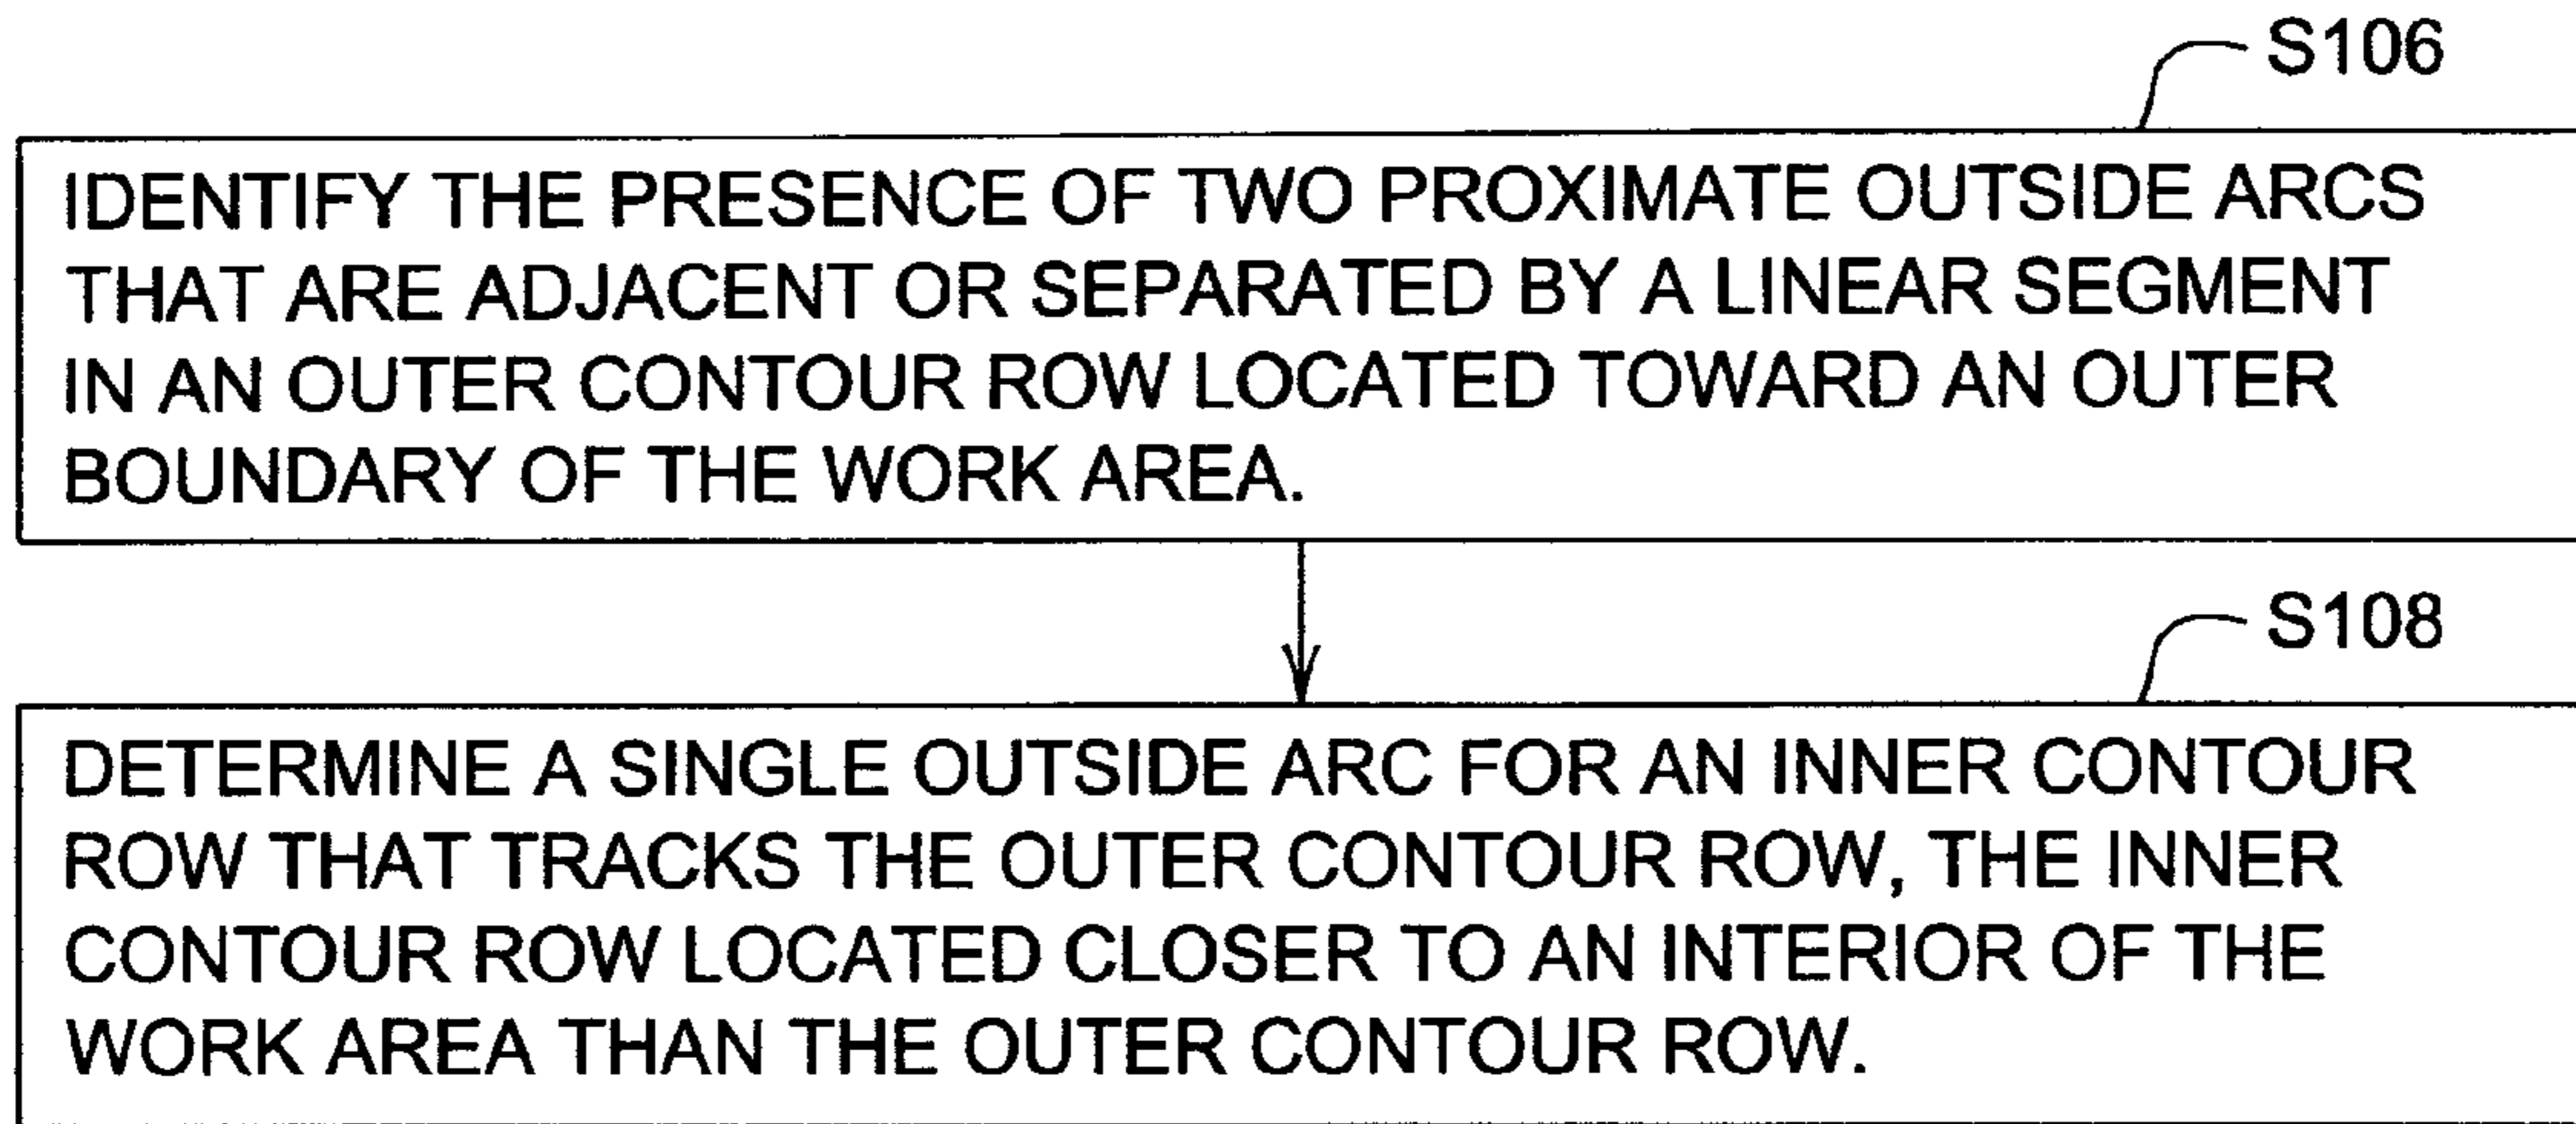 S106
IDENTIFY THE PRESENCE OF TWO PROXIMATE OUTSIDE ARCS
THAT ARE ADJACENT OR SEPARATED BY A LINEAR SEGMENT
IN AN OUTER CONTOUR ROW LOCATED TOWARD AN OUTER
BOUNDARY OF THE WORK AREA.
S108
DETERMINE A SINGLE OUTSIDE ARC FOR AN INNER CONTOUR
ROW THAT TRACKS THE OUTER CONTOUR ROW, THE INNER
CONTOUR ROW LOCATED CLOSER TO AN INTERIOR OF THE
WORK AREA THAN THE OUTER CONTOUR ROW.